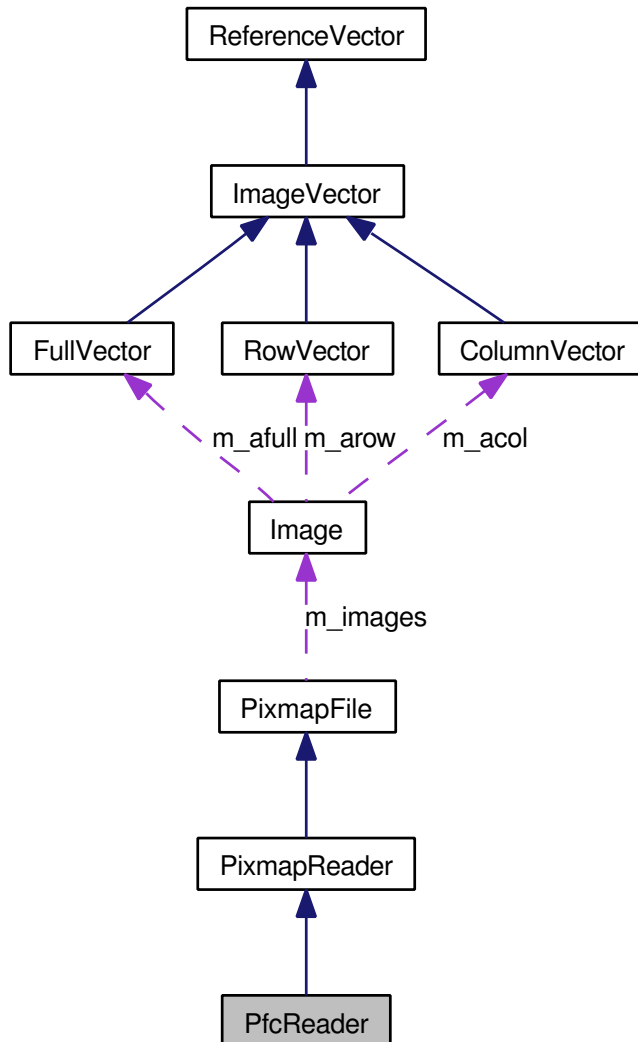 ReferenceVector
ImageVector
FullVector
RowVector
ColumnVector
m_afull
m_arow
m_acol
Image
m_images
PixmapFile
PixmapReader
PfcReader